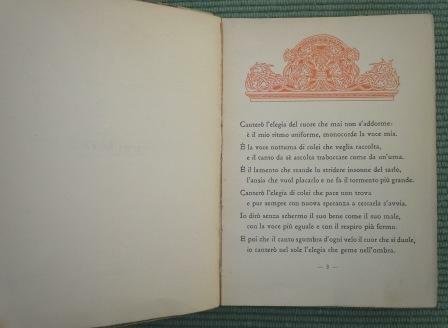 Canterò l'elegia del cuore che mai non s'addorme:
è il mio ritmo uniforme, monocorde la voce mia.
È la voce notturna di colei che veglia raccolta,
e il canto da sè ascolta traboccare come da un'urna.
È il lamento che scande lo stridere insonne del tarlo,
l'ansia che vuol placarlo e ne fa il tormento più grande.
Canterò l'elegia di colei che pace non trova
e pur sempre con nuova speranza a cercarla s'avvia.
Io dirò senza schermo il suo bene come il suo male,
con la voce più eguale e con il respiro più fermo.
E poi che il canto sgombra d'ogni velo il cuor che si duole,
io canterò nel sole l'elegia che geme nell'ombra.